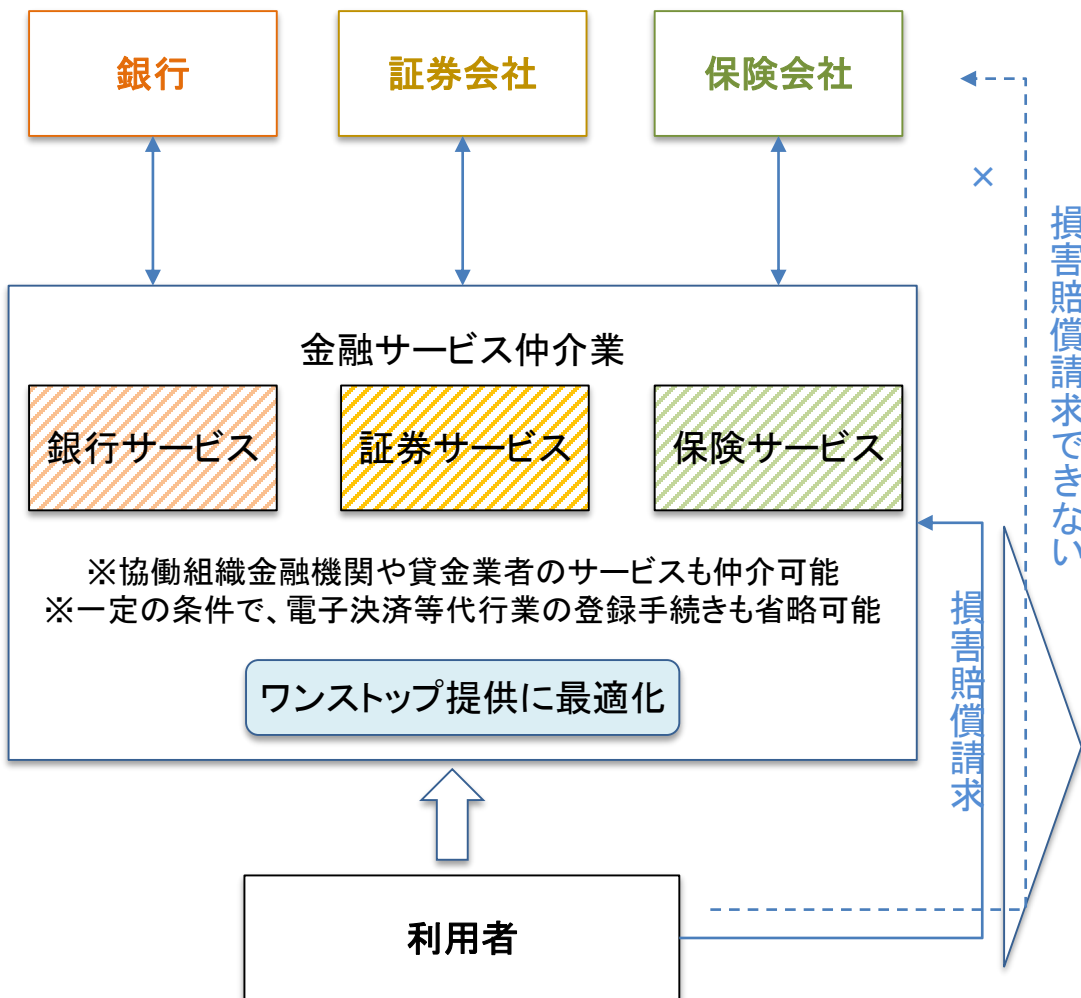 銀行
証券会社
保険会社
×
損害賠償請求できない
金融サービス仲介業
銀行サービス
証券サービス
保険サービス
※協働組織金融機関や貸金業者のサービスも仲介可能
※一定の条件で、電子決済等代行業の登録手続きも省略可能
ワンストップ提供に最適化
損害賠償請求
利用者